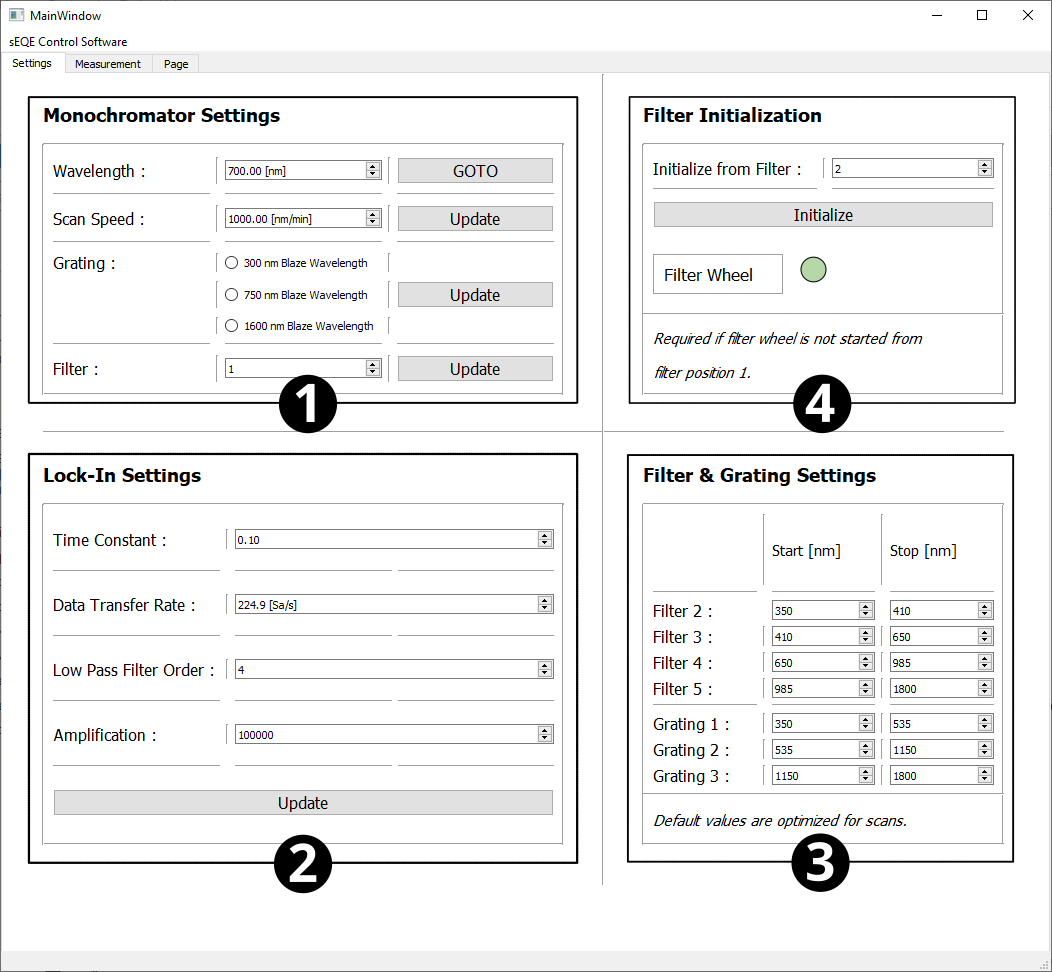 MainWindow
sEQE Control Software
Settings Measurement Page
Monochromator Settings
Wavelength : 700.00 [nm] GOTO
Scan Speed : 1000.00 [nm/min] Update
Grating : 300 nm Blaze Wavelength
750 nm Blaze Wavelength Update
1600 nm Blaze Wavelength
Filter : 1 Update
1
Filter Initialization
Initialize from Filter : 2
Initialize
Filter Wheel
Required if filter wheel is not started from
filter position 1.
4
Lock-In Settings
Time Constant : 0.10
Data Transfer Rate : 224.9 [Sa/s]
Low Pass Filter Order : 4
Amplification : 100000
Update
2
Filter & Grating Settings
Start [nm] Stop [nm]
Filter 2 : 350 410
Filter 3 : 410 650
Filter 4 : 650 985
Filter 5 : 985 1800
Grating 1 : 350 535
Grating 2 : 535 1150
Grating 3 : 1150 1800
Default values are optimized for scans.
3